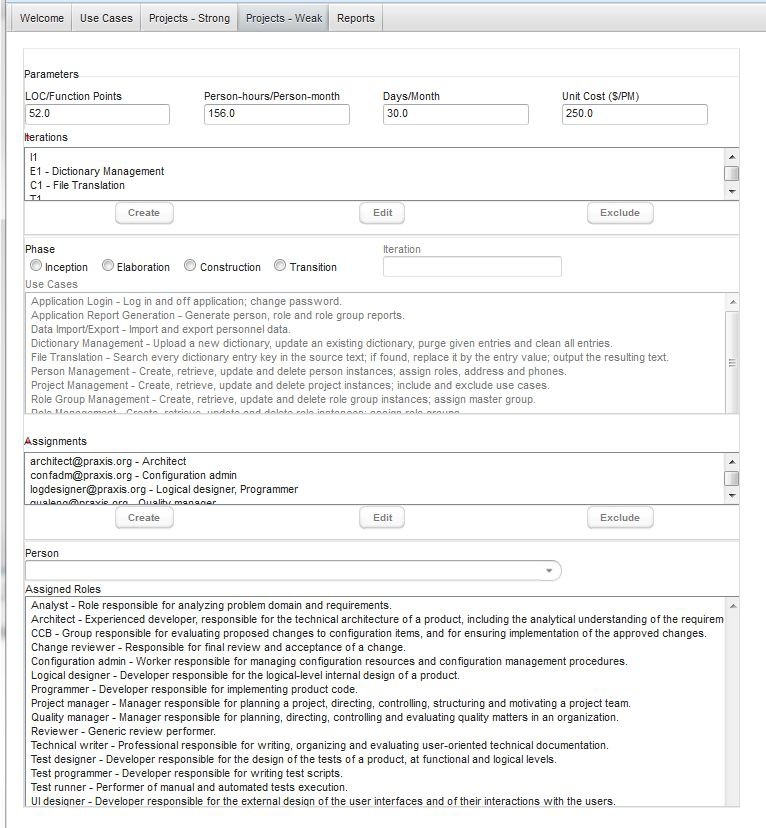 Welcome Use Cases Projects - Strong Projects - Weak Reports
Parameters
LOC/Function Points Person-hours/Person-month Days/Month Unit Cost ($/PM)
52.0 156.0 30.0 250.0
Iterations
I1
E1 - Dictionary Management
C1 - File Translation
T1
Create Edit Exclude
Phase Iteration
Inception Elaboration Construction Transition
Use Cases
Application Login - Log in and off application; change password.
Application Report Generation - Generate person, role and role group reports.
Data Import/Export - Import and export personnel data.
Dictionary Management - Upload a new dictionary, update an existing dictionary, purge given entries and clean all entries.
File Translation - Search every dictionary entry key in the source text; if found, replace it by the entry value; output the resulting text.
Person Management - Create, retrieve, update and delete person instances; assign roles, address and phones.
Project Management - Create, retrieve, update and delete project instances; include and exclude use cases.
Role Group Management - Create, retrieve, update and delete role group instances; assign master group.
Role Management - Create, retrieve, update and delete role instances; assign role groups.
Assignments
architect@praxis.org - Architect
confadm@praxis.org - Configuration admin
logdesigner@praxis.org - Logical designer, Programmer
qualeng@praxis.org - Quality manager
Create Edit Exclude
Person
Assigned Roles
Analyst - Role responsible for analyzing problem domain and requirements.
Architect - Experienced developer, responsible for the technical architecture of a product, including the analytical understanding of the requirem
CCB - Group responsible for evaluating proposed changes to configuration items, and for ensuring implementation of the approved changes.
Change reviewer - Responsible for final review and acceptance of a change.
Configuration admin - Worker responsible for managing configuration resources and configuration management procedures.
Logical designer - Developer responsible for the logical-level internal design of a product.
Programmer - Developer responsible for implementing product code.
Project manager - Manager responsible for planning a project, directing, controlling, structuring and motivating a project team.
Quality manager - Manager responsible for planning, directing, controlling and evaluating quality matters in an organization.
Reviewer - Generic review performer.
Technical writer - Professional responsible for writing, organizing and evaluating user-oriented technical documentation.
Test designer - Developer responsible for the design of the tests of a product, at functional and logical levels.
Test programmer - Developer responsible for writing test scripts.
Test runner - Performer of manual and automated tests execution.
UI designer - Developer responsible for the external design of the user interfaces and of their interactions with the users.